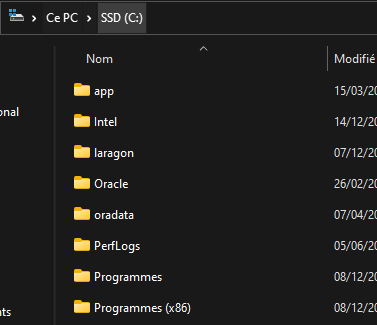 Ce PC > SSD (C:)
Nom Modifié
app 15/03/20
Intel 14/12/20
onal
laragon 07/12/20
Oracle 26/02/20
oradata 07/04/20
PerfLogs 05/06/20
Programmes 08/12/20
Programmes (x86) 08/12/20
nts